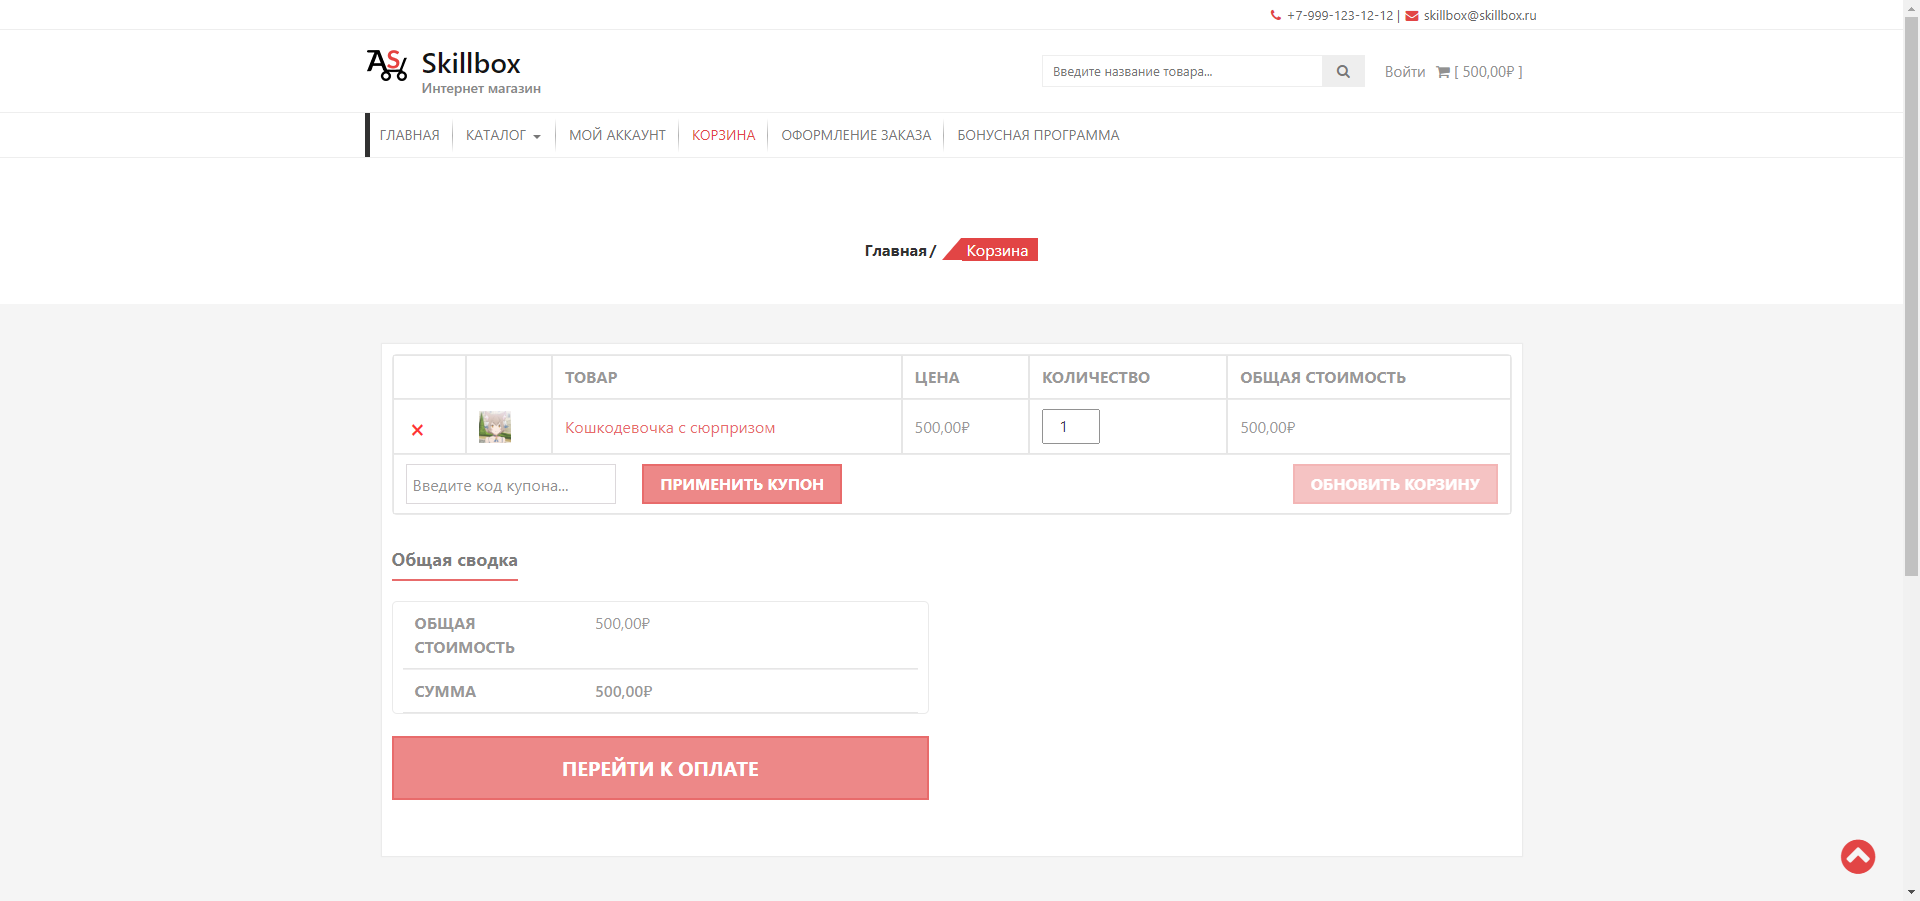 +7-999-123-12-12 | skillbox@skillbox.ru
AS Skillbox
Интернет магазин
Введите название товара...
Войти [ 500,00₽ ]
ГЛАВНАЯ КАТАЛОГ МОЙ АККАУНТ КОРЗИНА ОФОРМЛЕНИЕ ЗАКАЗА БОНУСНАЯ ПРОГРАММА
Главная / Корзина
ТОВАР ЦЕНА КОЛИЧЕСТВО ОБЩАЯ СТОИМОСТЬ
× Кошкодевочка с сюрпризом 500,00₽ 1 500,00₽
Введите код купона... ПРИМЕНИТЬ КУПОН ОБНОВИТЬ КОРЗИНУ
Общая сводка
ОБЩАЯ СТОИМОСТЬ 500,00₽
СУММА 500,00₽
ПЕРЕЙТИ К ОПЛАТЕ